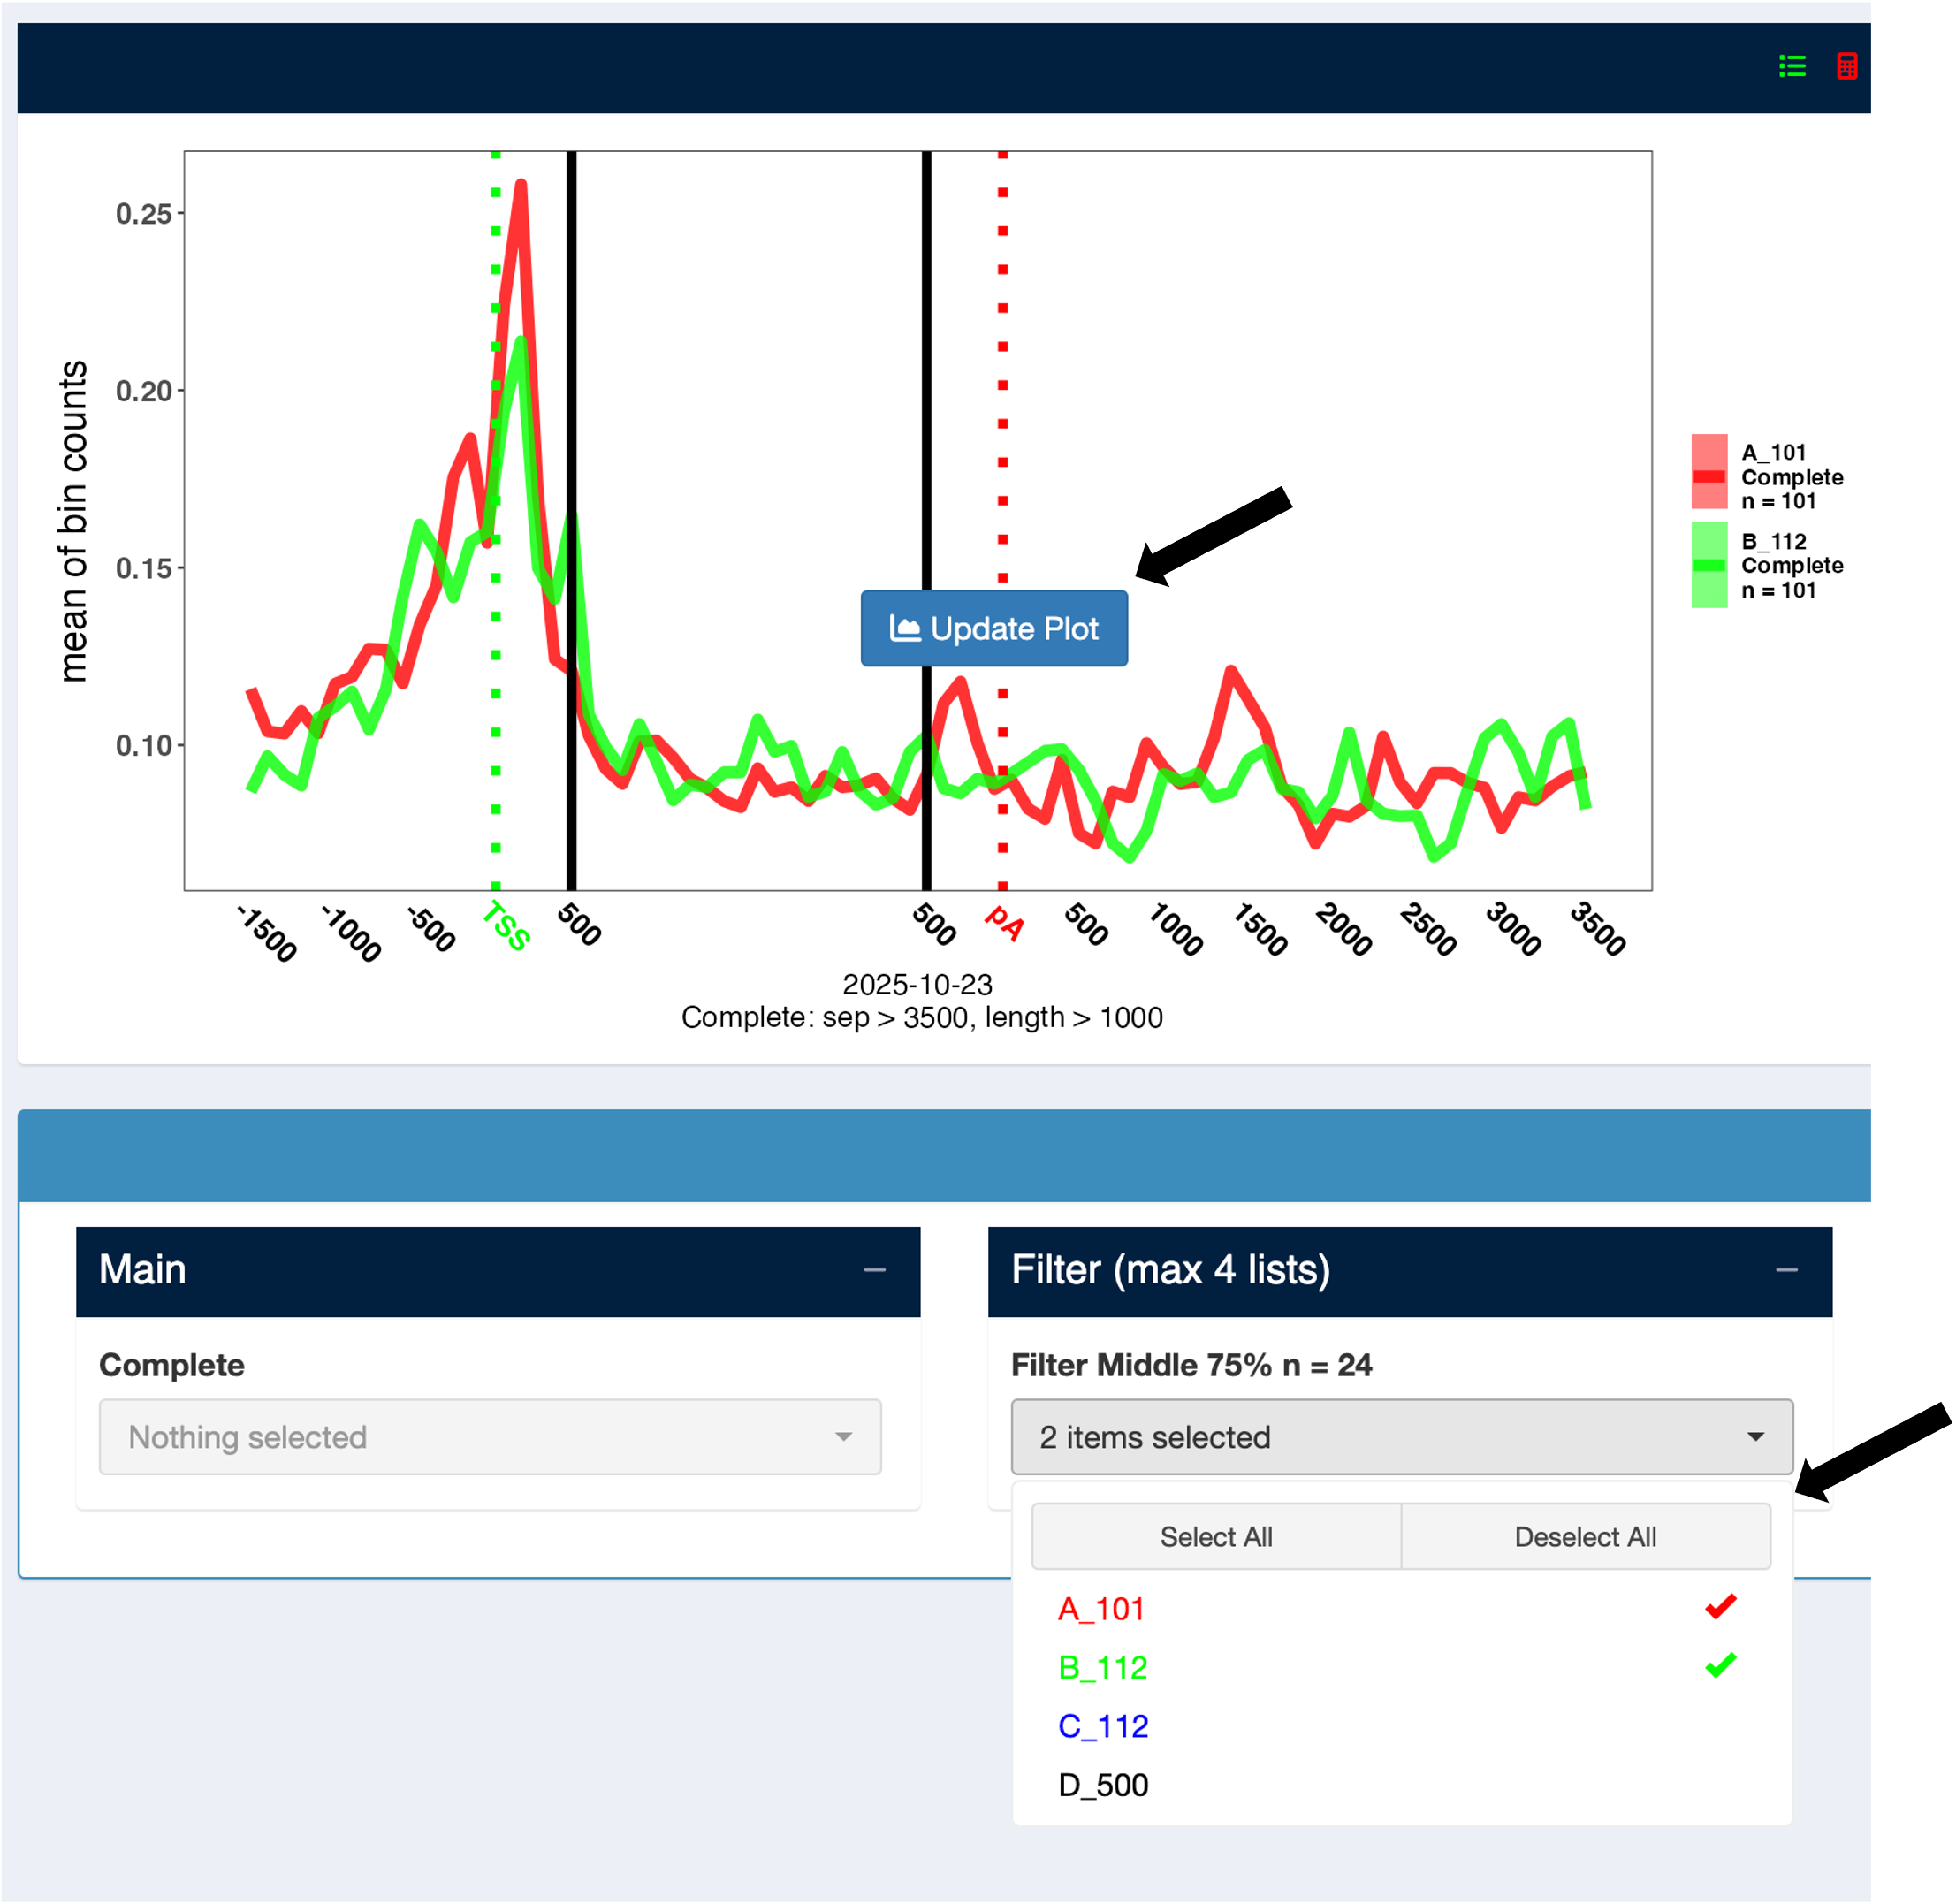 0.25
0.20
0.15
0.10
mean of bin counts
Update Plot
A_101
Complete
n = 101
B_112
Complete
n = 101
-1500
-1000
-500
TSS
500
500
pA
500
1000
1500
2000
2500
3000
3500
2025-10-23
Complete: sep > 3500, length > 1000
Main
Complete
Nothing selected
Filter (max 4 lists)
Filter Middle 75% n = 24
2 items selected
Select All
Deselect All
A_101
B_112
C_112
D_500